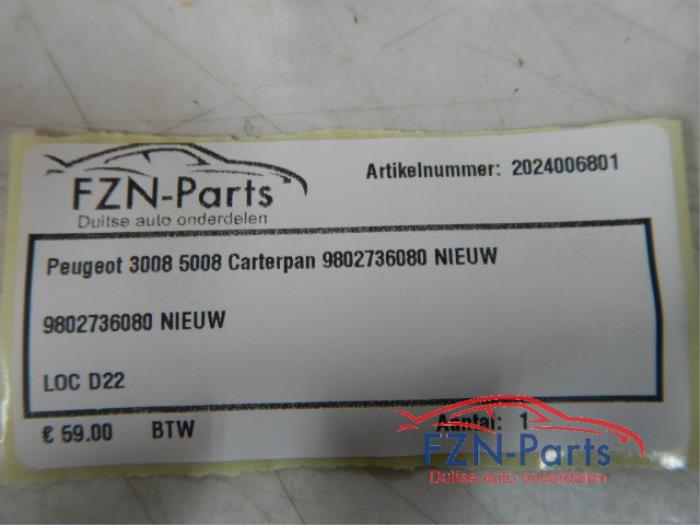 FZN-Parts
Duitse auto onderdelen
Artikelnummer: 2024006801
Peugeot 3008 5008 Carterpan 9802736080 NIEUW
9802736080 NIEUW
LOC D22
€ 59.00 BTW Aantal: 1
FZN-Parts
Duitse auto onderdelen